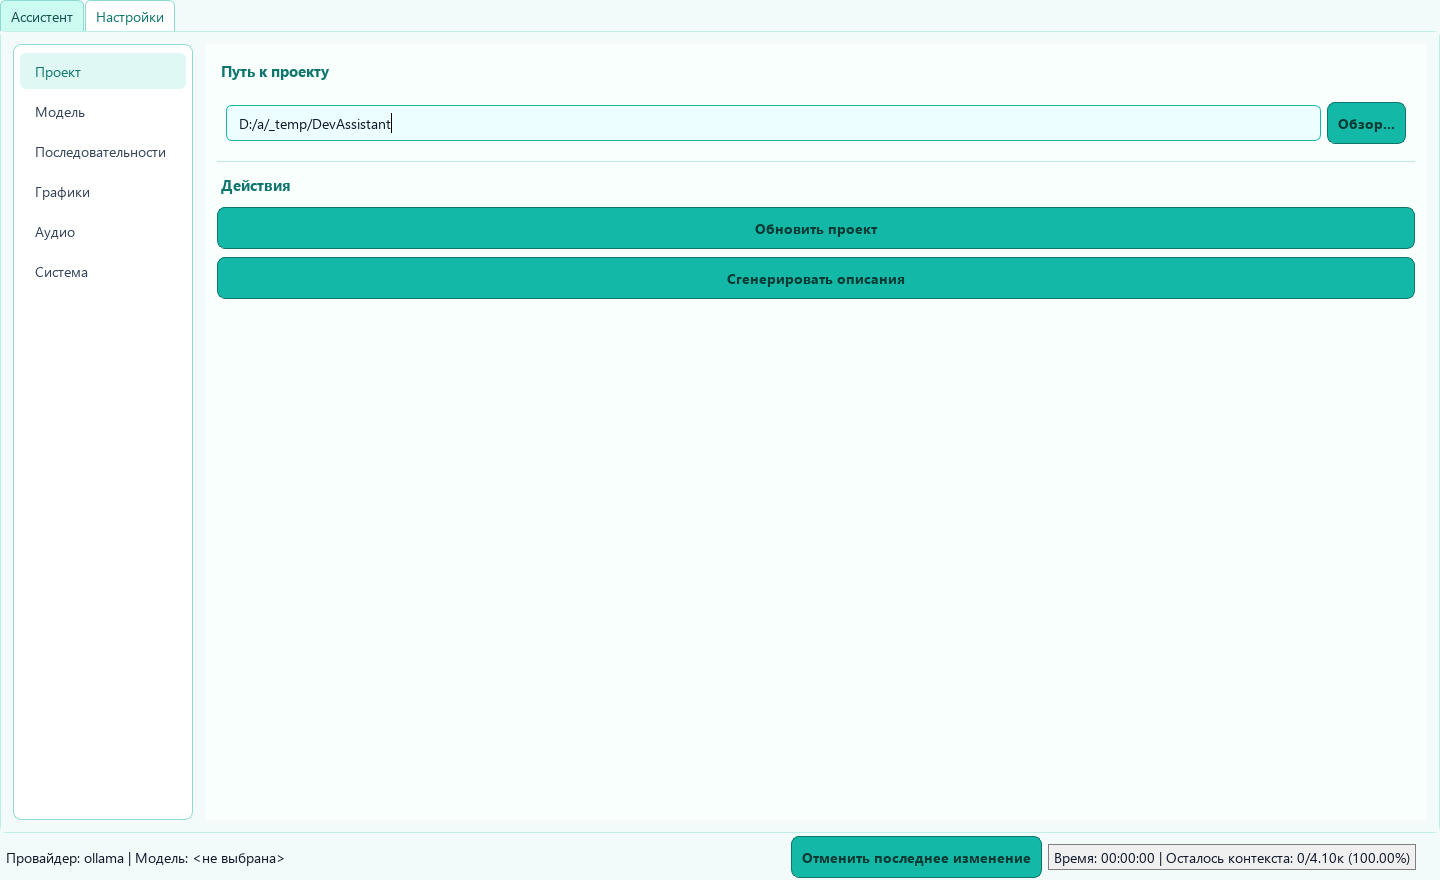 Ассистент
Настройки
Проект
Модель
Последовательности
Графики
Аудио
Система
Путь к проекту
D:/a/_temp/DevAssistant
Обзор...
Действия
Обновить проект
Сгенерировать описания
Провайдер: ollama | Модель: <не выбрана>
Отменить последнее изменение
Время: 00:00:00 | Осталось контекста: 0/4.10к (100.00%)